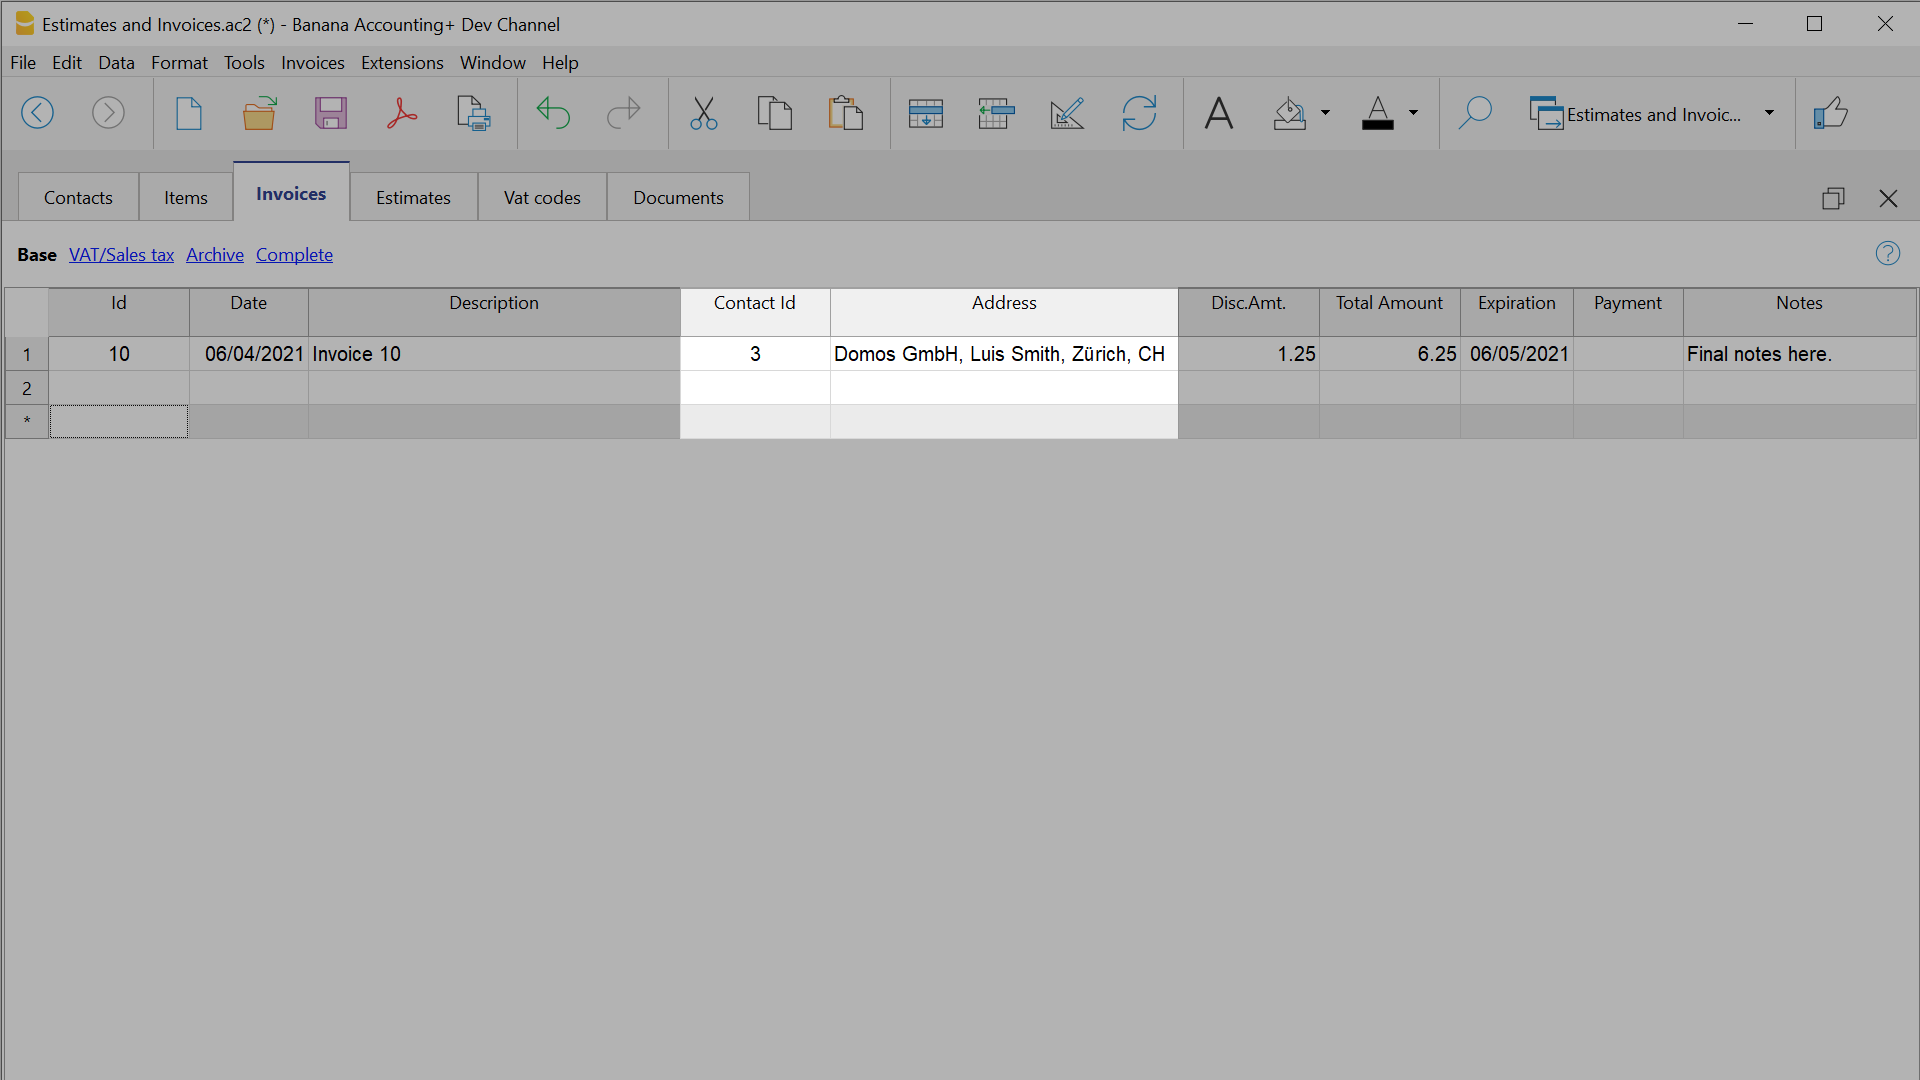 Estimates and Invoices.ac2 (*) - Banana Accounting+ Dev Channel
File Edit Data Format Tools Invoices Extensions Window Help
Estimates and Invoic...
Contacts Items Invoices Estimates Vat codes Documents
Base VAT/Sales tax Archive Complete
Id Date Description Contact Id Address Disc.Amt. Total Amount Expiration Payment Notes
1 10 06/04/2021 Invoice 10 3 Domos GmbH, Luis Smith, Zürich, CH 1.25 6.25 06/05/2021 Final notes here.
2
*